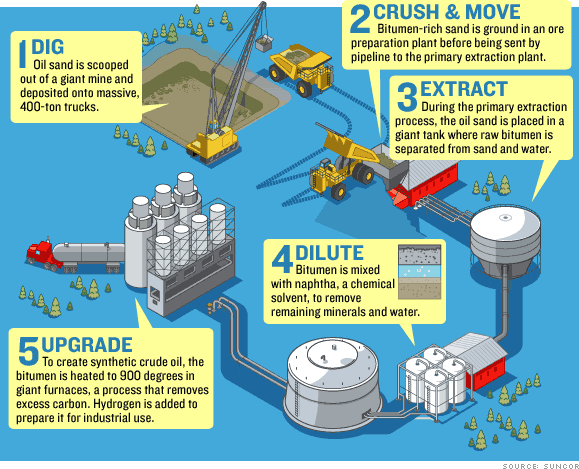 1 DIG
Oil sand is scooped
out of a giant mine and
deposited onto massive,
400-ton trucks.
2 CRUSH & MOVE
Bitumen-rich sand is ground in an ore
preparation plant before being sent by
pipeline to the primary extraction plant.
3 EXTRACT
During the primary extraction
process, the oil sand is placed in a
giant tank where raw bitumen is
separated from sand and water.
4 DILUTE
Bitumen is mixed
with naphtha, a chemical
solvent, to remove
remaining minerals and water.
5 UPGRADE
To create synthetic crude oil, the
bitumen is heated to 900 degrees in
giant furnaces, a process that removes
excess carbon. Hydrogen is added to
prepare it for industrial use.
SOURCE: SUNCOR